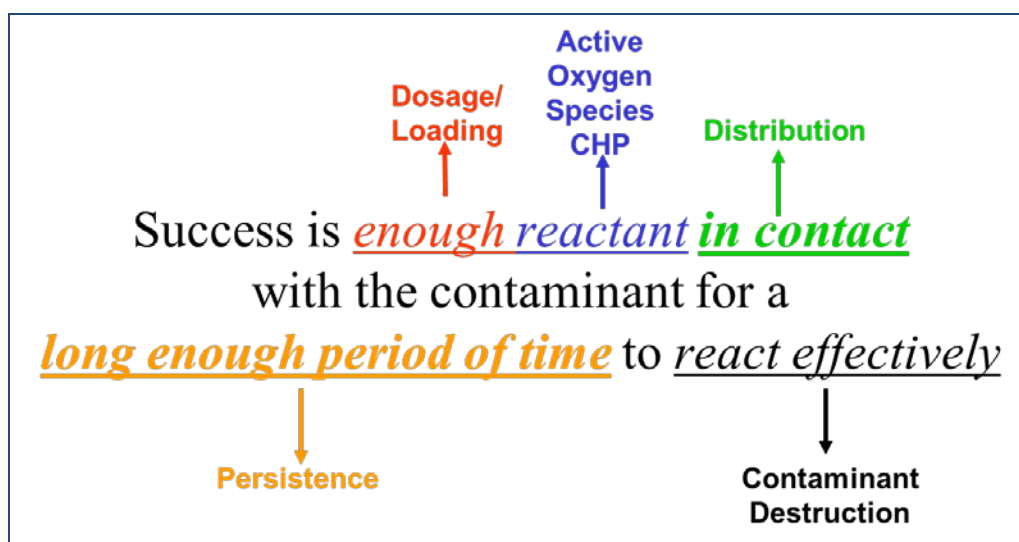 Active
Oxygen
Species
CHP
Dosage/
Loading
Distribution
Success is enough reactant in contact
with the contaminant for a
long enough period of time to react effectively
Persistence
Contaminant
Destruction